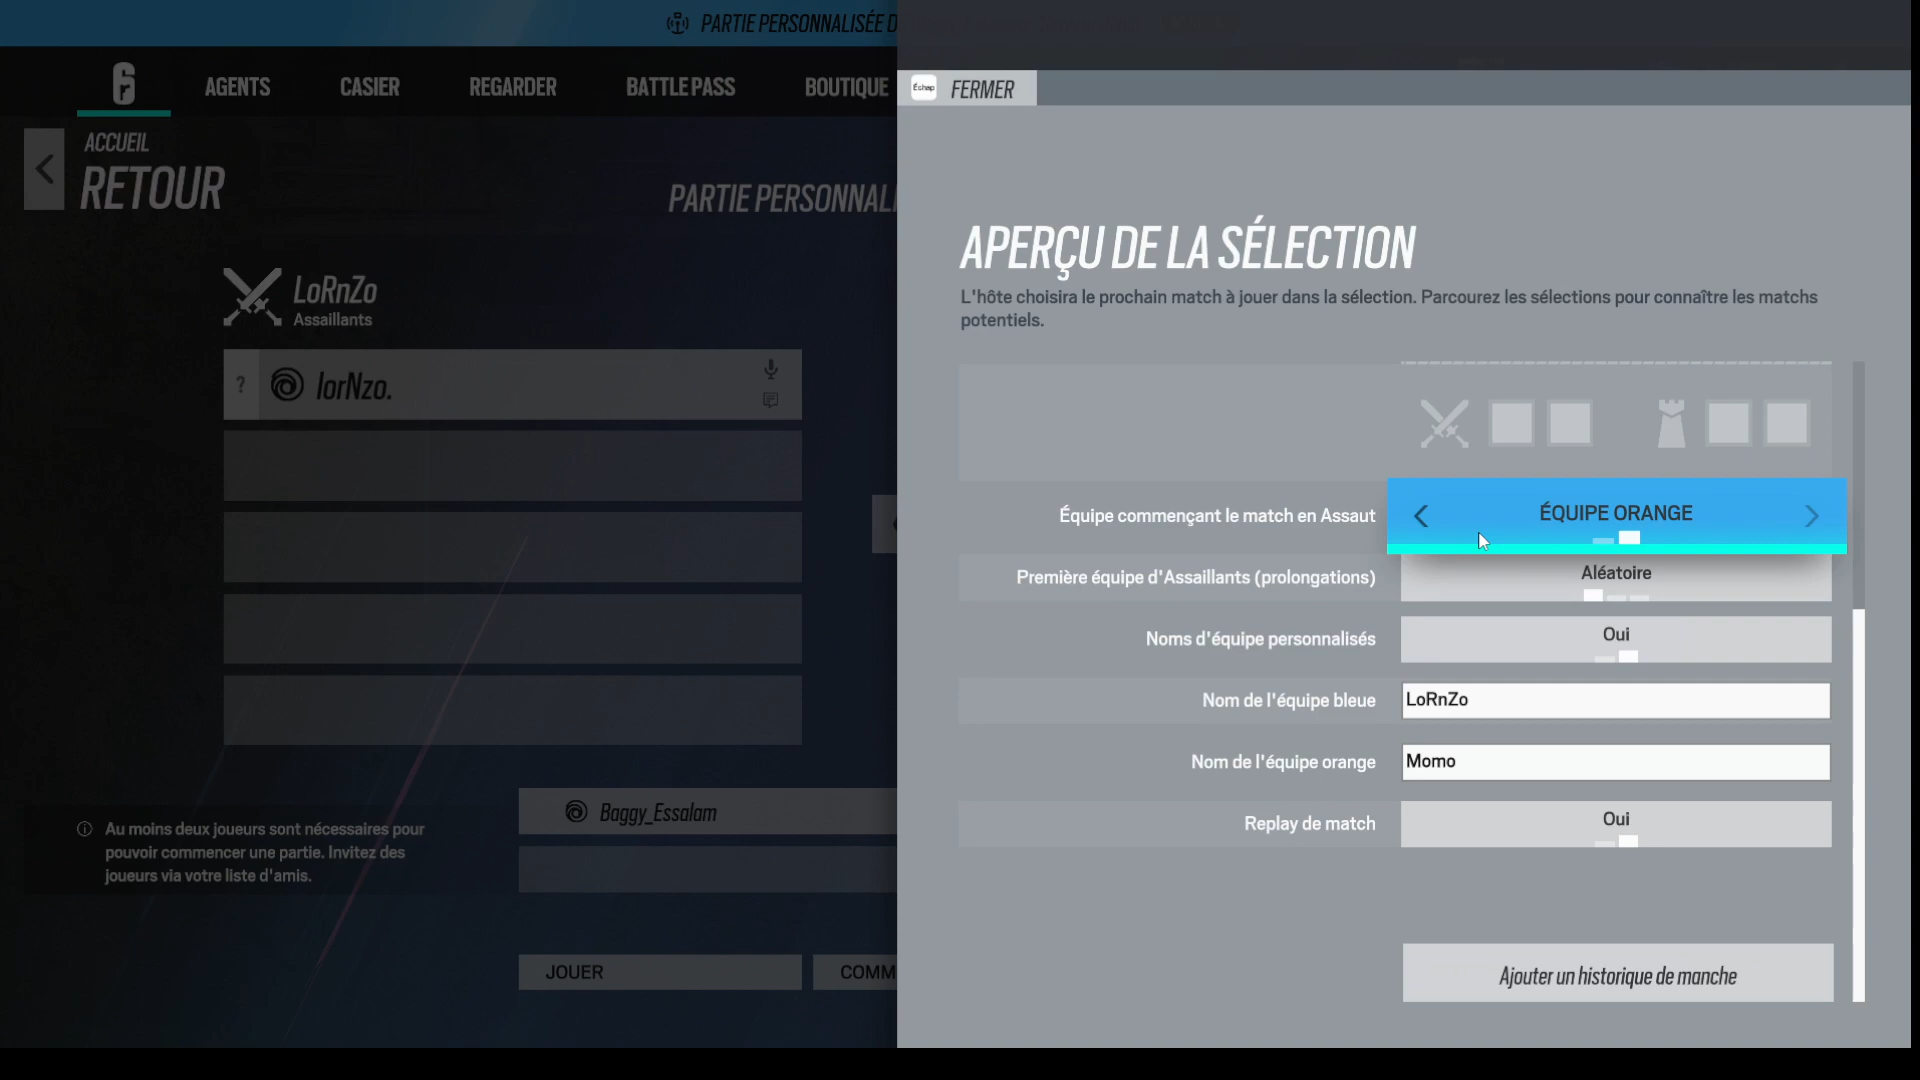 PARTIE PERSONNALISÉE D
AGENTS
CASIER
REGARDER
BATTLE PASS
BOUTIQUE
Échap
FERMER
ACCUEIL
RETOUR
PARTIE PERSONNALI
LoRnZo
Assaillants
?
lorNzo.
Baggy_Essalam
Au moins deux joueurs sont nécessaires pour
pouvoir commencer une partie. Invitez des
joueurs via votre liste d'amis.
JOUER
COMM
APERÇU DE LA SÉLECTION
L'hôte choisira le prochain match à jouer dans la sélection. Parcourez les sélections pour connaître les matchs
potentiels.
Équipe commençant le match en Assaut
ÉQUIPE ORANGE
Première équipe d'Assaillants (prolongations)
Aléatoire
Noms d'équipe personnalisés
Oui
Nom de l'équipe bleue
LoRnZo
Nom de l'équipe orange
Momo
Replay de match
Oui
Ajouter un historique de manche